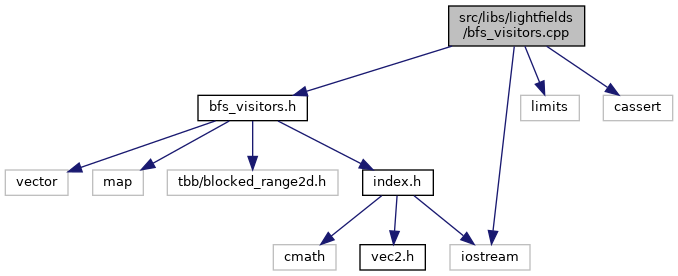 src/libs/lightfields
/bfs_visitors.cpp
bfs_visitors.h
limits
cassert
vector
map
tbb/blocked_range2d.h
index.h
cmath
vec2.h
iostream